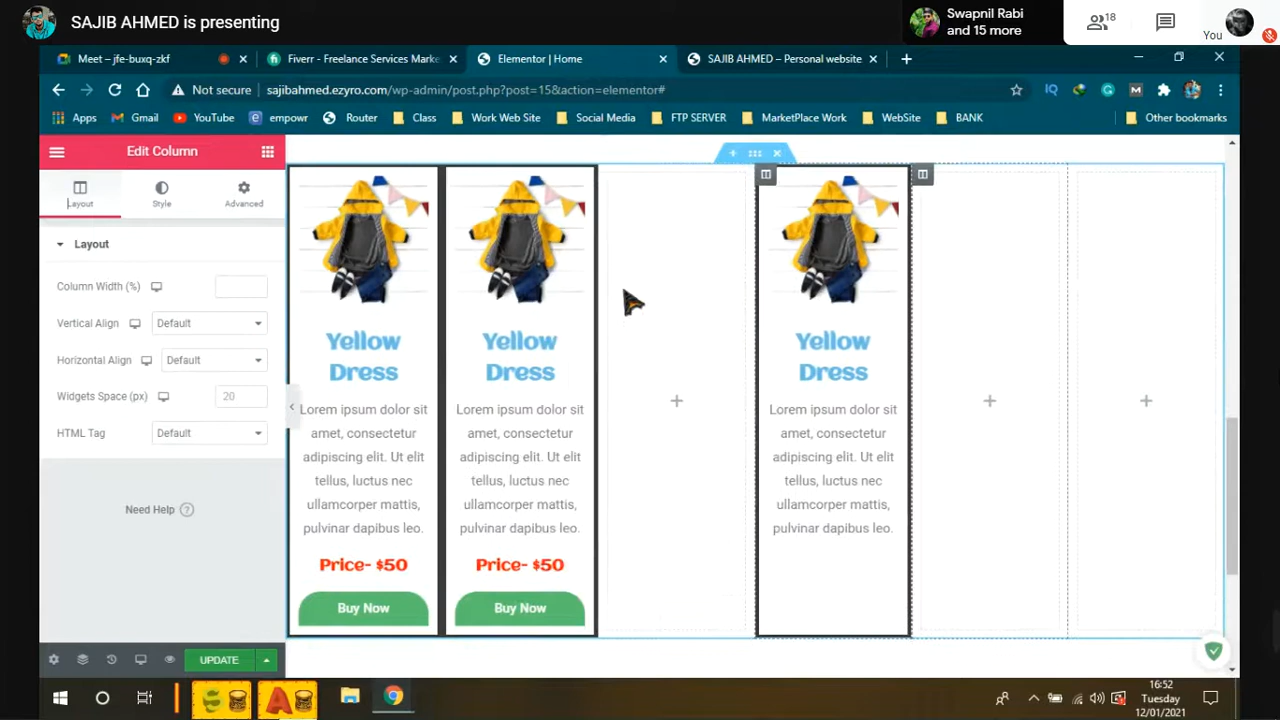 SAJIB AHMED is presenting
Swapnil Rabi
and 15 more
18
You
Meet – jfe-buxq-zkf
Fiverr - Freelance Services Marke
Elementor | Home
SAJIB AHMED – Personal website
Not secure
sajibahmed.ezyro.com/wp-admin/post.php?post=15&action=elementor#
IQ
M
Apps
Gmail
YouTube
empowr
Router
Class
Work Web Site
Social Media
FTP SERVER
MarketPlace Work
WebSite
BANK
Other bookmarks
Edit Column
Layout
Style
Advanced
Layout
Column Width (%)
Vertical Align
Default
Horizontal Align
Default
Widgets Space (px)
20
HTML Tag
Default
Need Help
UPDATE
Yellow
Dress
Lorem ipsum dolor sit
amet, consectetur
adipiscing elit. Ut elit
tellus, luctus nec
ullamcorper mattis,
pulvinar dapibus leo.
Price- $50
Buy Now
Yellow
Dress
Lorem ipsum dolor sit
amet, consectetur
adipiscing elit. Ut elit
tellus, luctus nec
ullamcorper mattis,
pulvinar dapibus leo.
Price- $50
Buy Now
Yellow
Dress
Lorem ipsum dolor sit
amet, consectetur
adipiscing elit. Ut elit
tellus, luctus nec
ullamcorper mattis,
pulvinar dapibus leo.
16:52
Tuesday
12/01/2021